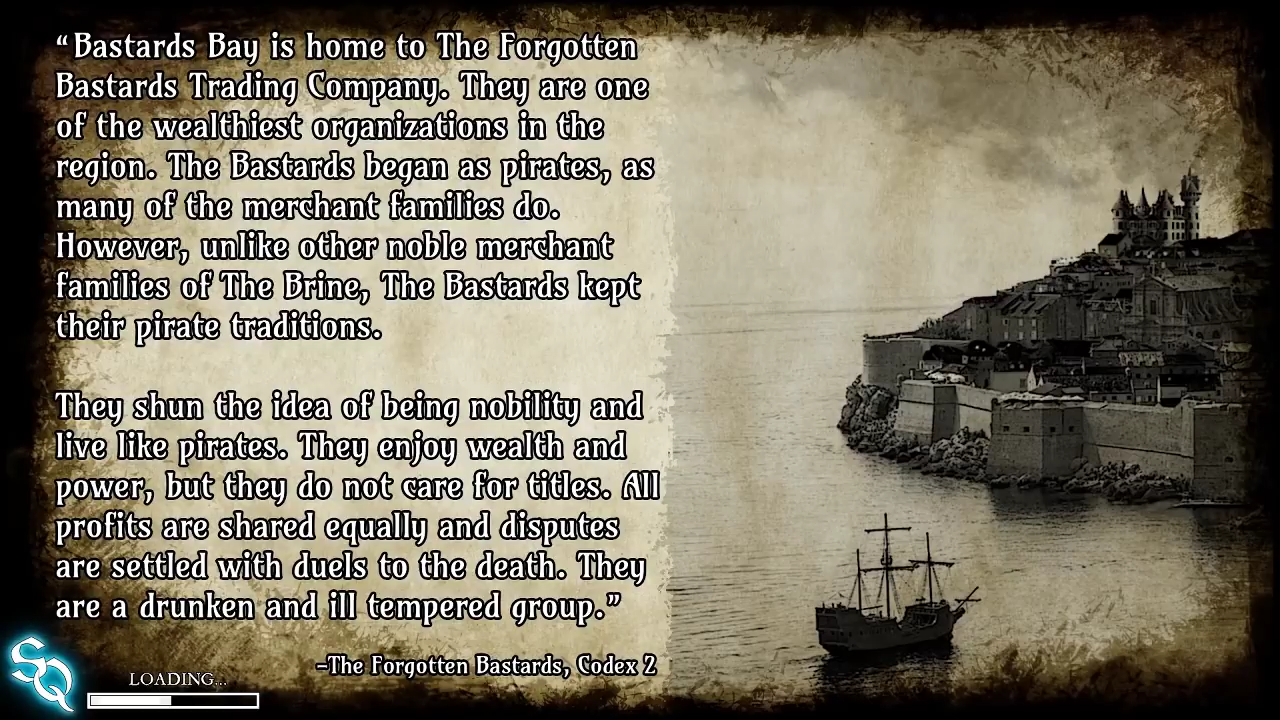 “Bastards Bay is home to The Forgotten
Bastards Trading Company. They are one
of the wealthiest organizations in the
region. The Bastards began as pirates, as
many of the merchant families do.
However, unlike other noble merchant
families of The Brine, The Bastards kept
their pirate traditions.
They shun the idea of being nobility and
live like pirates. They enjoy wealth and
power, but they do not care for titles. All
profits are shared equally and disputes
are settled with duels to the death. They
are a drunken and ill tempered group.”
-The Forgotten Bastards, Codex 2
SQ
LOADING...